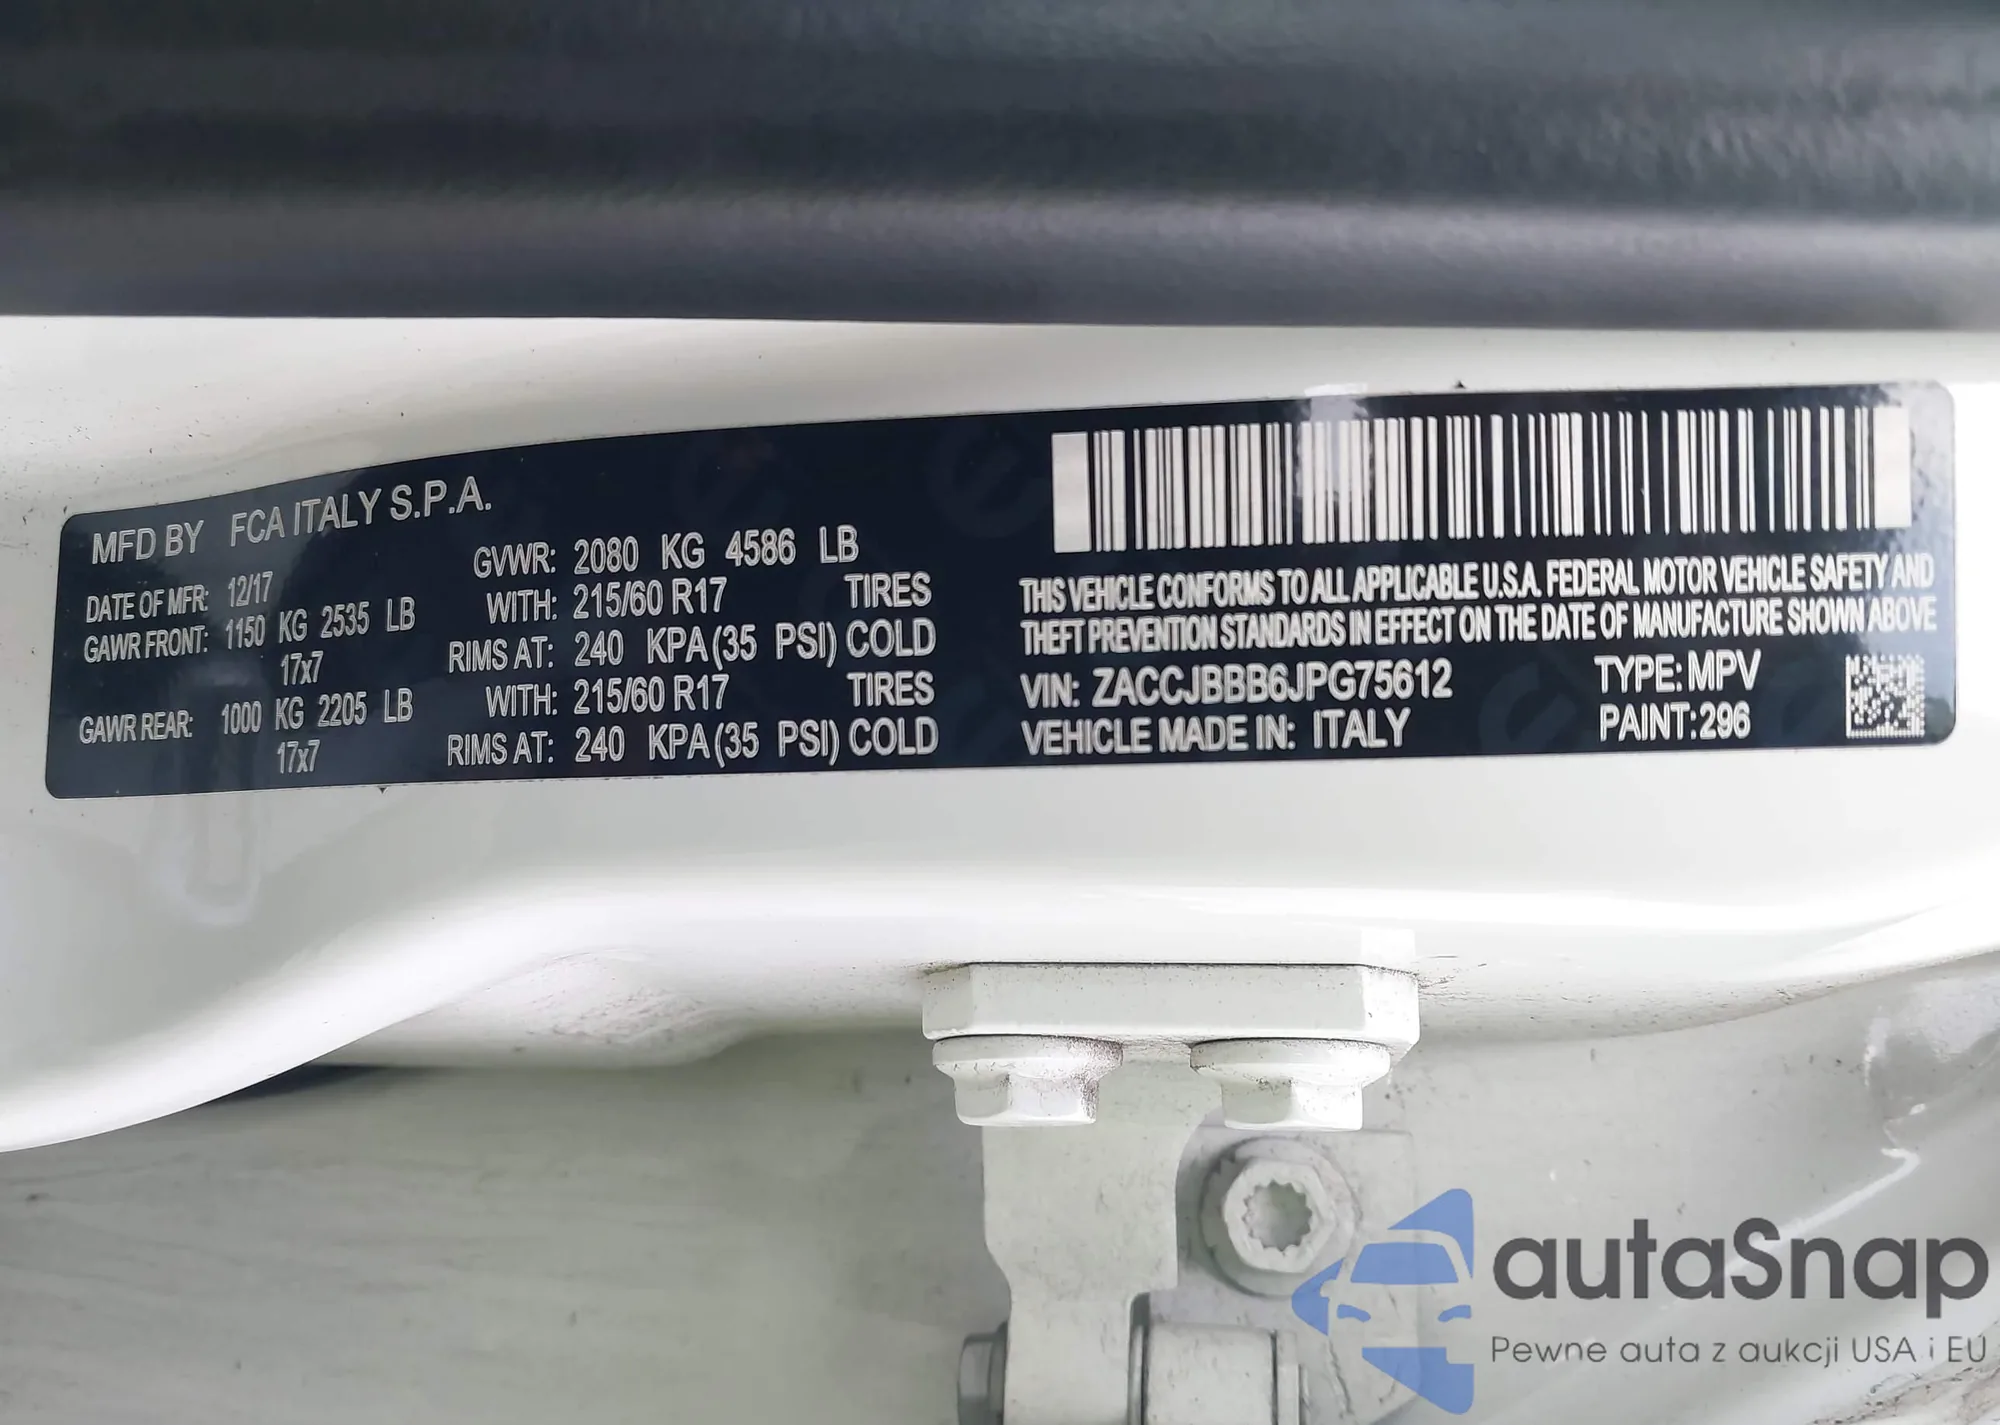 MFD BY FCA ITALY S.P.A.
DATE OF MFR: 12/17
GVWR: 2080 KG 4586 LB
GAWR FRONT: 1150 KG 2535 LB
WITH: 215/60 R17 TIRES
17x7
RIMS AT: 240 KPA (35 PSI) COLD
GAWR REAR: 1000 KG 2205 LB
WITH: 215/60 R17 TIRES
17x7
RIMS AT: 240 KPA (35 PSI) COLD
THIS VEHICLE CONFORMS TO ALL APPLICABLE U.S.A. FEDERAL MOTOR VEHICLE SAFETY AND
THEFT PREVENTION STANDARDS IN EFFECT ON THE DATE OF MANUFACTURE SHOWN ABOVE
VIN: ZACCJBBB6JPG75612 TYPE: MPV
VEHICLE MADE IN: ITALY PAINT: 296
autaSnap
Pewne auta z aukcji USA i EU